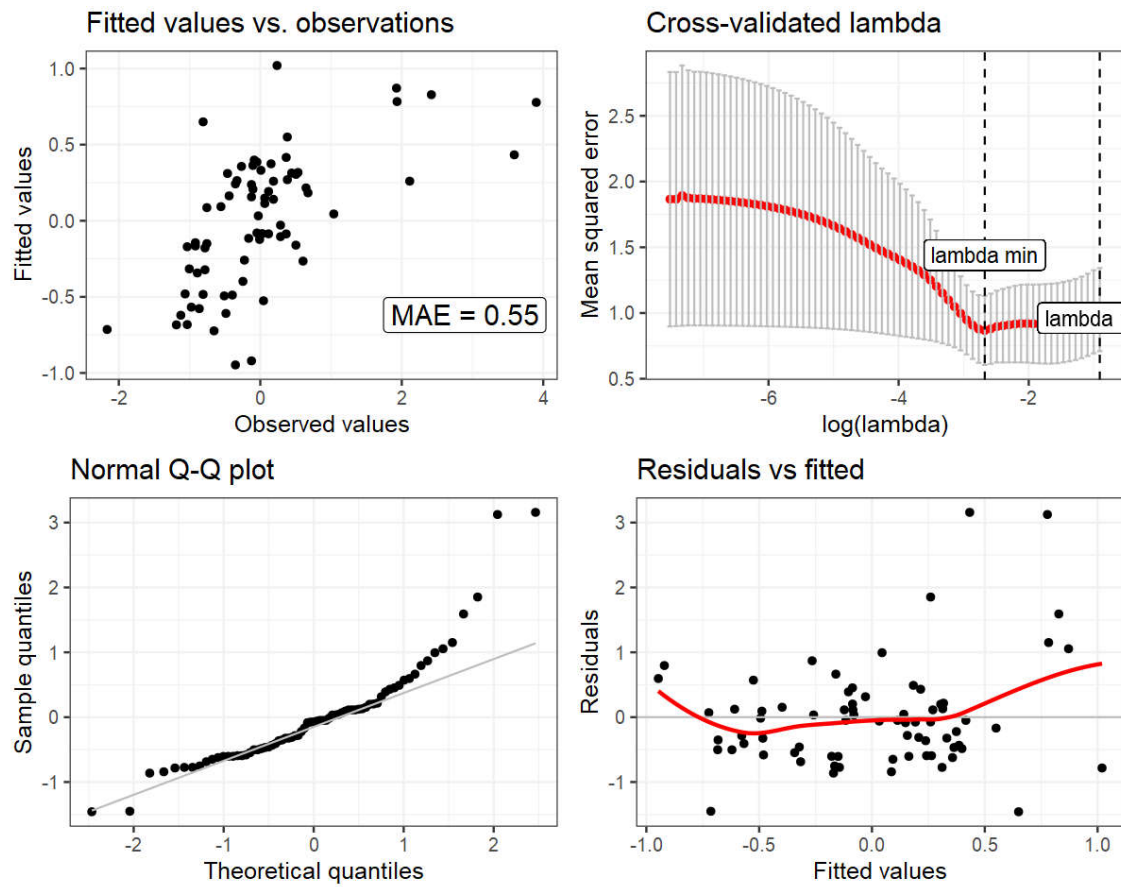 Fitted values vs. observations
1.0
0.5
0.0
-0.5
-1.0
Fitted values
MAE = 0.55
-2
0
2
4
Observed values
Cross-validated lambda
2.5
2.0
1.5
1.0
0.5
Mean squared error
lambda min
lambda
-6
-4
-2
log(lambda)
Normal Q-Q plot
3
2
1
0
-1
Sample quantiles
-2
-1
0
1
2
Theoretical quantiles
Residuals vs fitted
3
2
1
0
-1
Residuals
-1.0
-0.5
0.0
0.5
1.0
Fitted values